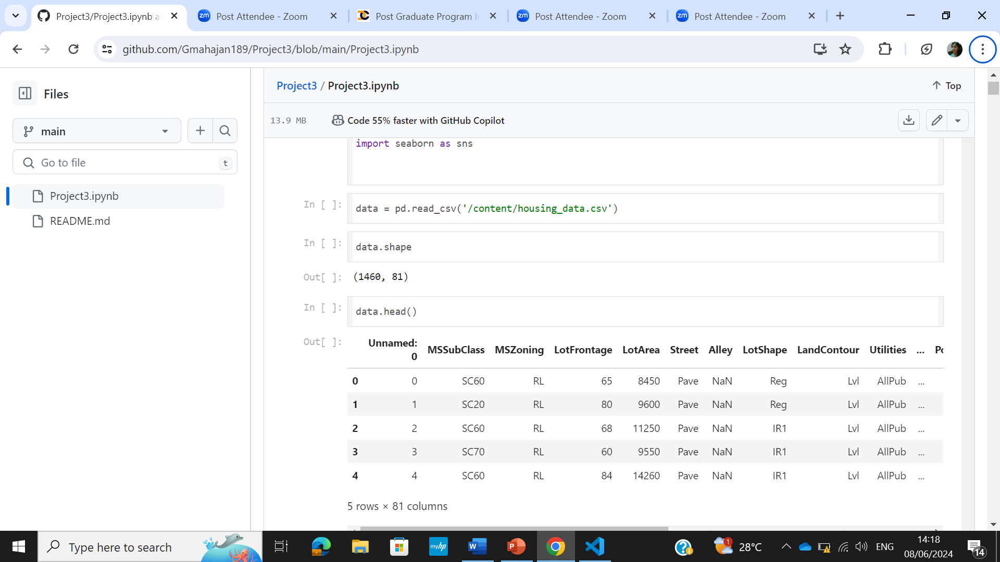 Project3/Project3.ipynb a
Post Attendee - Zoom
Post Graduate Program I
Post Attendee - Zoom
Post Attendee - Zoom
github.com/Gmahajan189/Project3/blob/main/Project3.ipynb
Files
main
Go to file
t
Project3.ipynb
README.md
Project3 / Project3.ipynb
Top
13.9 MB
Code 55% faster with GitHub Copilot
import seaborn as sns
In [ ]: data = pd.read_csv('/content/housing_data.csv')
In [ ]: data.shape
Out[ ]: (1460, 81)
In [ ]: data.head()
Out[ ]:
Unnamed: 0 MSSubClass MSZoning LotFrontage LotArea Street Alley LotShape LandContour Utilities ...
0 0 SC60 RL 65 8450 Pave NaN Reg Lvl AllPub ...
1 1 SC20 RL 80 9600 Pave NaN Reg Lvl AllPub ...
2 2 SC60 RL 68 11250 Pave NaN IR1 Lvl AllPub ...
3 3 SC70 RL 60 9550 Pave NaN IR1 Lvl AllPub ...
4 4 SC60 RL 84 14260 Pave NaN IR1 Lvl AllPub ...
5 rows × 81 columns
Type here to search
myhp
1
28°C
ENG
14:18
08/06/2024
14